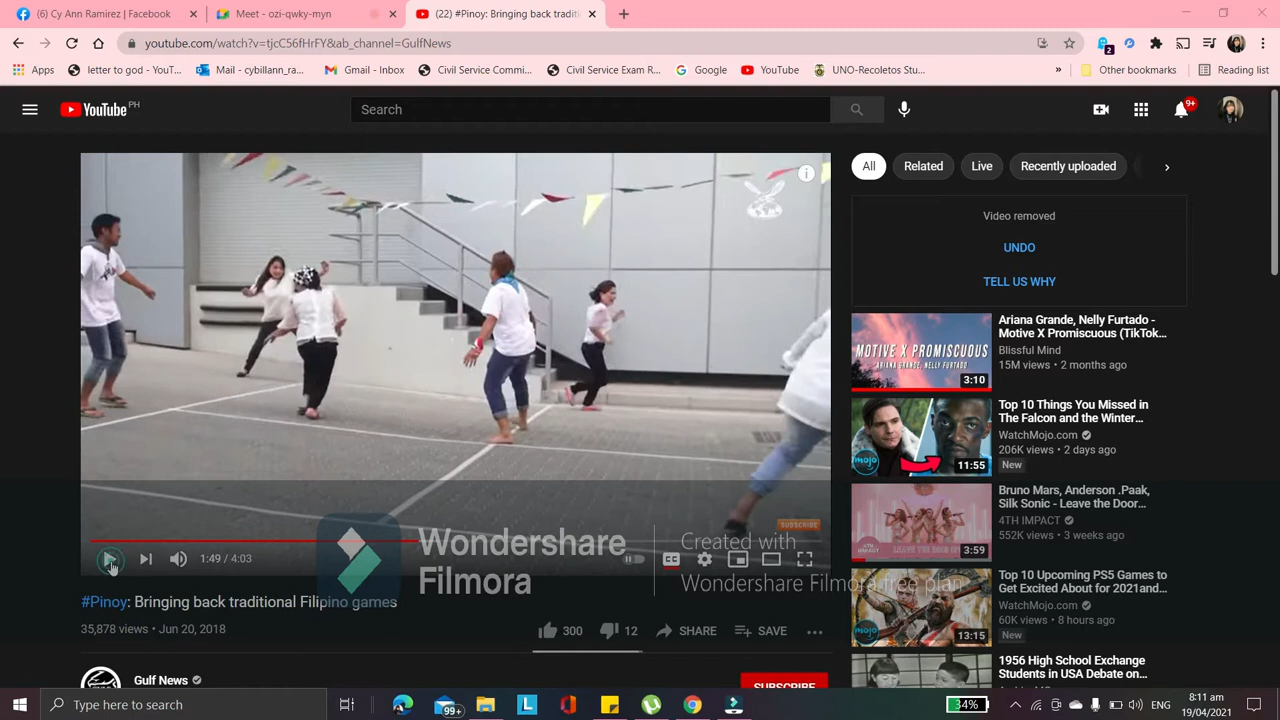 (6) Cy Ann Ramirez | Facebook
Meet - ozi-qwky-myn
(22) #Pinoy: Bringing back traditi
youtube.com/watch?v=tjcC56fHrFY&ab_channel=GulfNews
2
Apps
letter to god - YouT...
Mail - cybillann_ra...
Gmail - Inbox
Civil Service Commi...
Civil Service Exam R...
Google
YouTube
UNO-Recoletos Stu...
»
Other bookmarks
Reading list
YouTube PH
Search
9+
All
Related
Live
Recently uploaded
Video removed
UNDO
TELL US WHY
MOTIVE X PROMISCUOUS
ARIANA GRANDE, NELLY FURTADO
3:10
Ariana Grande, Nelly Furtado -
Motive X Promiscuous (TikTok...
Blissful Mind
15M views • 2 months ago
mojo
11:55
Top 10 Things You Missed in
The Falcon and the Winter...
WatchMojo.com
206K views • 2 days ago
New
3:59
Bruno Mars, Anderson .Paak,
Silk Sonic - Leave the Door...
4TH IMPACT
552K views • 3 weeks ago
mojo
13:15
Top 10 Upcoming PS5 Games to
Get Excited About for 2021and...
WatchMojo.com
60K views • 8 hours ago
New
1956 High School Exchange
Students in USA Debate on...
SUBSCRIBE
1:49 / 4:03
CC
Wondershare
Filmora
Created with
Wondershare Filmora free plan
#Pinoy: Bringing back traditional Filipino games
35,878 views • Jun 20, 2018
300
12
SHARE
SAVE
Gulf News
SUBSCRIBE
Type here to search
99+
L
34%
ENG
8:11 am
19/04/2021